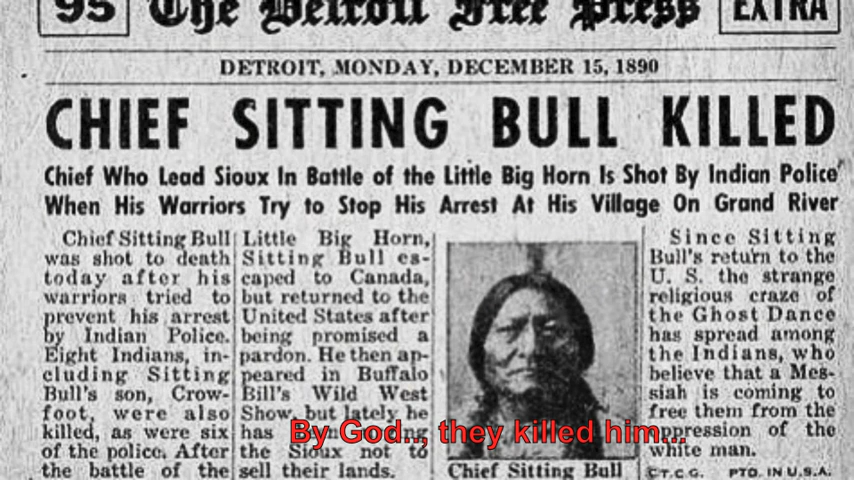 95 The Detroit Free Press EXTRA
DETROIT, MONDAY, DECEMBER 15, 1890
CHIEF SITTING BULL KILLED
Chief Who Lead Sioux In Battle of the Little Big Horn Is Shot By Indian Police
When His Warriors Try to Stop His Arrest At His Village On Grand River
Chief Sitting Bull
was shot to death
today after his
warriors tried to
prevent his arrest
by Indian Police.
Eight Indians, in-
cluding Sitting
Bull's son, Crow-
foot, were also
killed, as were six
of the police. After
the battle of the
Little Big Horn,
Sitting Bull es-
caped to Canada,
but returned to the
United States after
being promised a
pardon. He then ap-
peared in Buffalo
Bill's Wild West
Show, but lately he
has
the Sioux not to
sell their lands.
Chief Sitting Bull
Since Sitting
Bull's return to the
U. S. the strange
religious craze of
the Ghost Dance
has spread among
the Indians, who
believe that a Mes-
siah is coming to
free them from the
oppression of the
white man.
C.T.C.G. PTD. IN U.S.A.
By God.., they killed him...